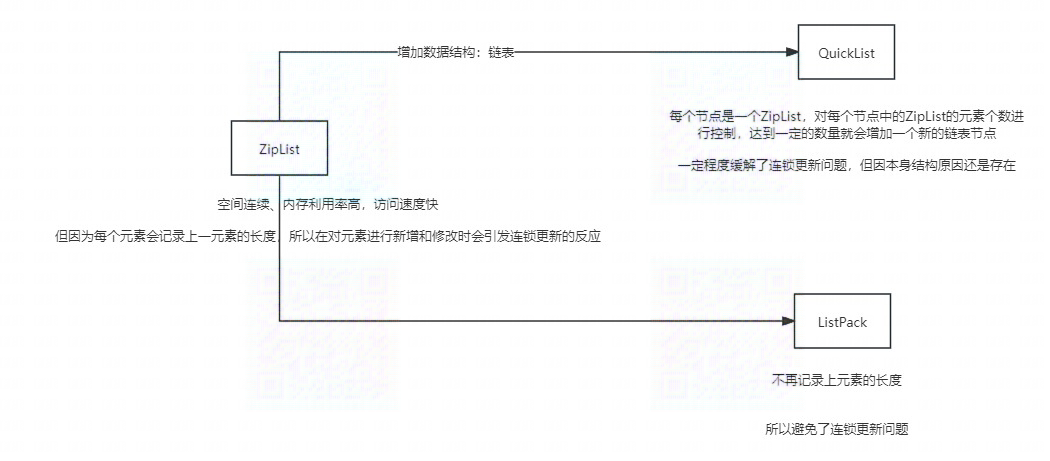 增加数据结构：链表
QuickList
每个节点是一个ZipList，对每个节点中的ZipList的元素个数进
行控制，达到一定的数量就会增加一个新的链表节点
一定程度缓解了连锁更新问题，但因本身结构原因还是存在
ZipList
空间连续、内存利用率高，访问速度快
但因为每个元素会记录上一元素的长度，所以在对元素进行新增和修改时会引发连锁更新的反应
ListPack
不再记录上元素的长度
所以避免了连锁更新问题